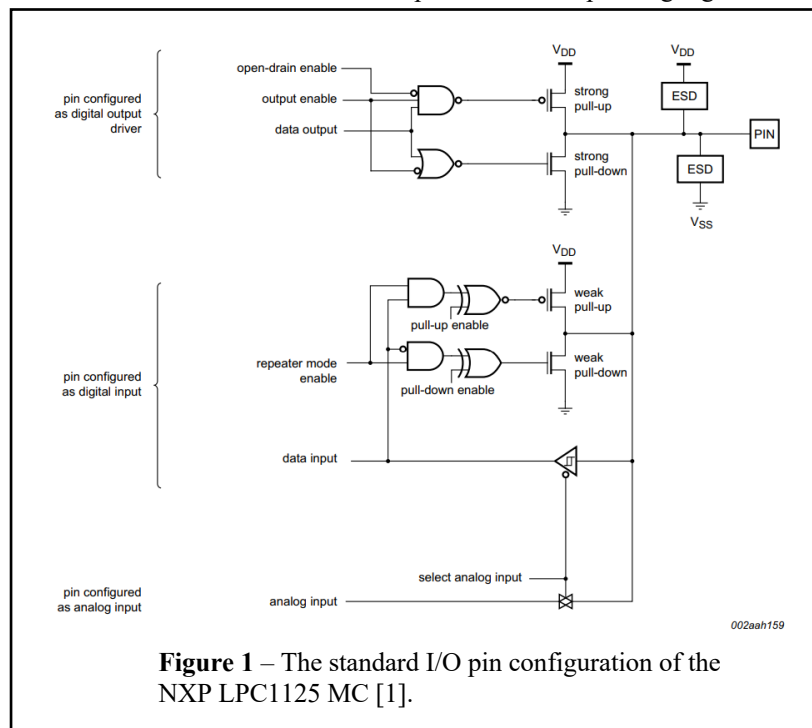 open-drain enable
output enable
data output
pin configured
as digital output
driver
VDD
strong
pull-up
strong
pull-down
VDD
ESD
PIN
ESD
VSS
VDD
weak
pull-up
pull-up enable
repeater mode
enable
pull-down enable
weak
pull-down
pin configured
as digital input
data input
select analog input
pin configured
as analog input
analog input
002aah159
Figure 1 – The standard I/O pin configuration of the
NXP LPC1125 MC [1].